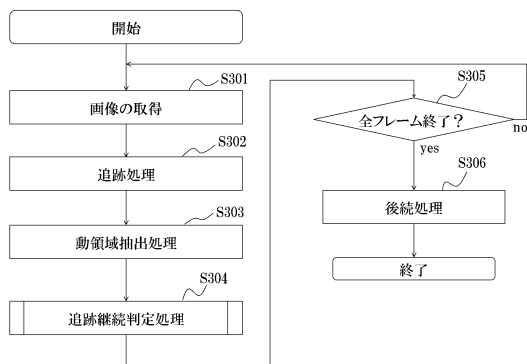 開始
S301
画像の取得
S302
追跡処理
S303
動領域抽出処理
S304
追跡継続判定処理
S305
全フレーム終了？
no
yes
S306
後続処理
終了